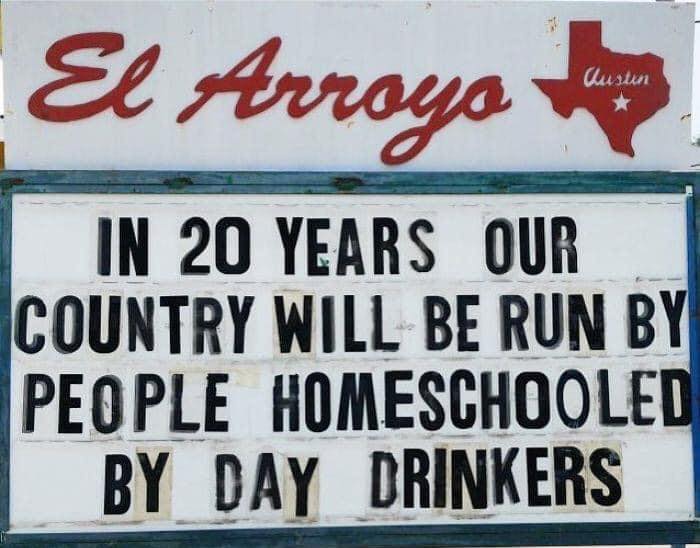 El Arroyo
Austin
IN 20 YEARS OUR
COUNTRY WILL BE RUN BY
PEOPLE HOMESCHOOLED
BY DAY DRINKERS